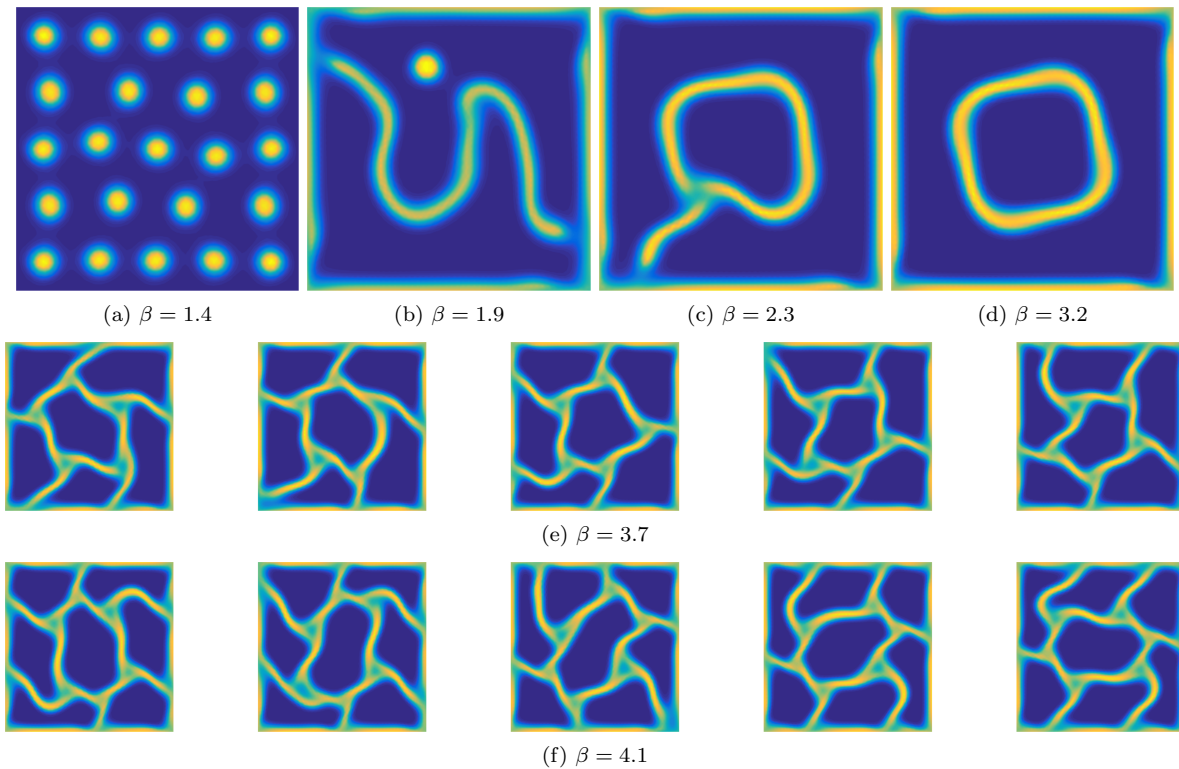 (a) β = 1.4
(b) β = 1.9
(c) β = 2.3
(d) β = 3.2
(e) β = 3.7
(f) β = 4.1